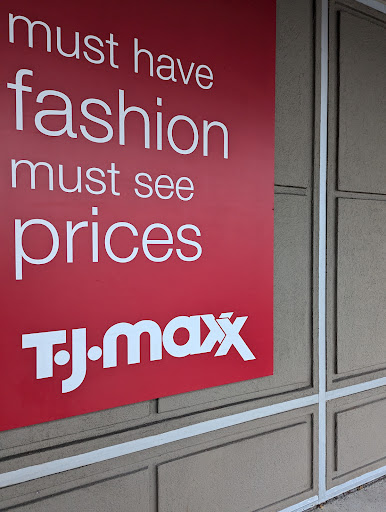 must have
fashion
must see
prices
T·J·maxx